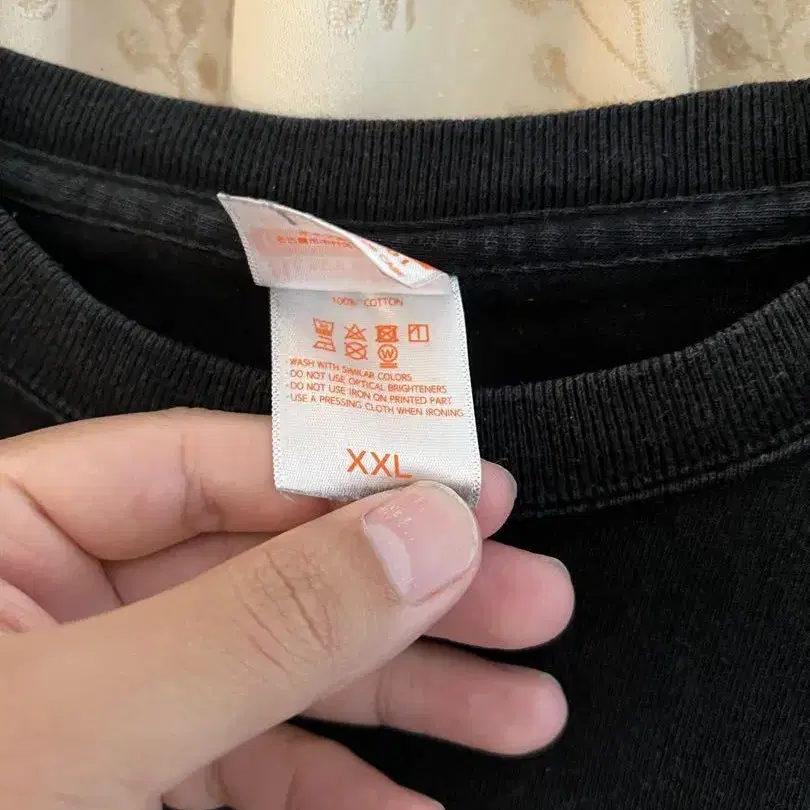 100% COTTON
W
- WASH WITH SIMILAR COLORS
- DO NOT USE OPTICAL BRIGHTENERS
- DO NOT USE IRON ON PRINTED PART
- USE A PRESSING CLOTH WHEN IRONING
XXL